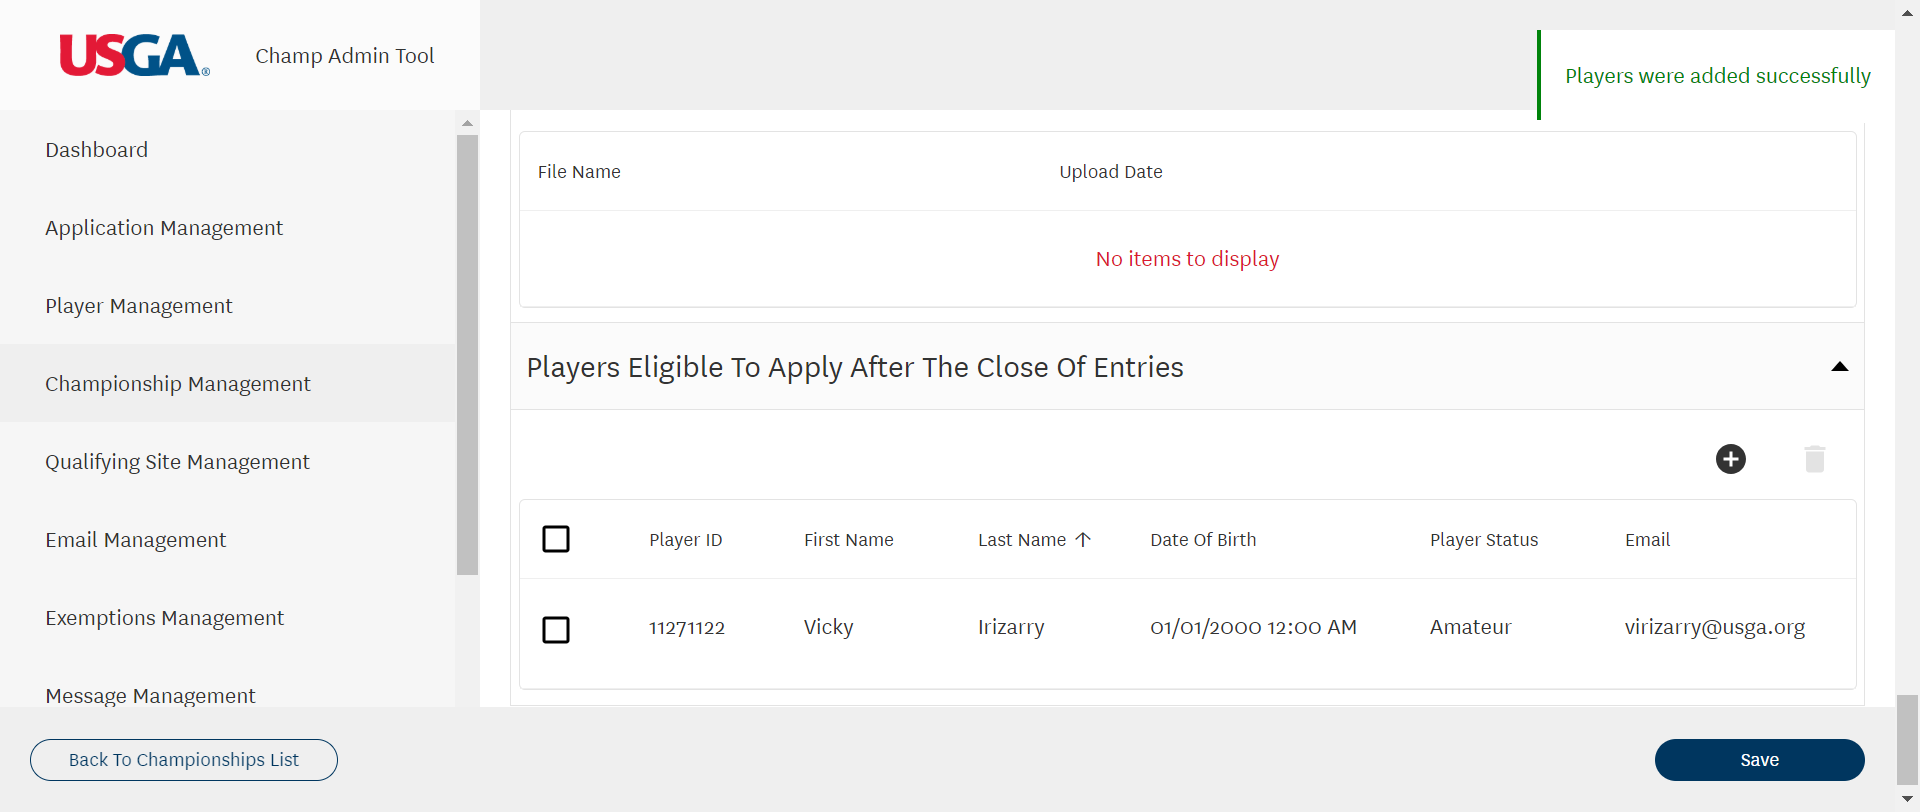 USGA®
Champ Admin Tool
Players were added successfully
Dashboard
Application Management
Player Management
Championship Management
Qualifying Site Management
Email Management
Exemptions Management
Message Management
File Name Upload Date
No items to display
Players Eligible To Apply After The Close Of Entries
Player ID First Name Last Name Date Of Birth Player Status Email
11271122 Vicky Irizarry 01/01/2000 12:00 AM Amateur virizarry@usga.org
Back To Championships List
Save